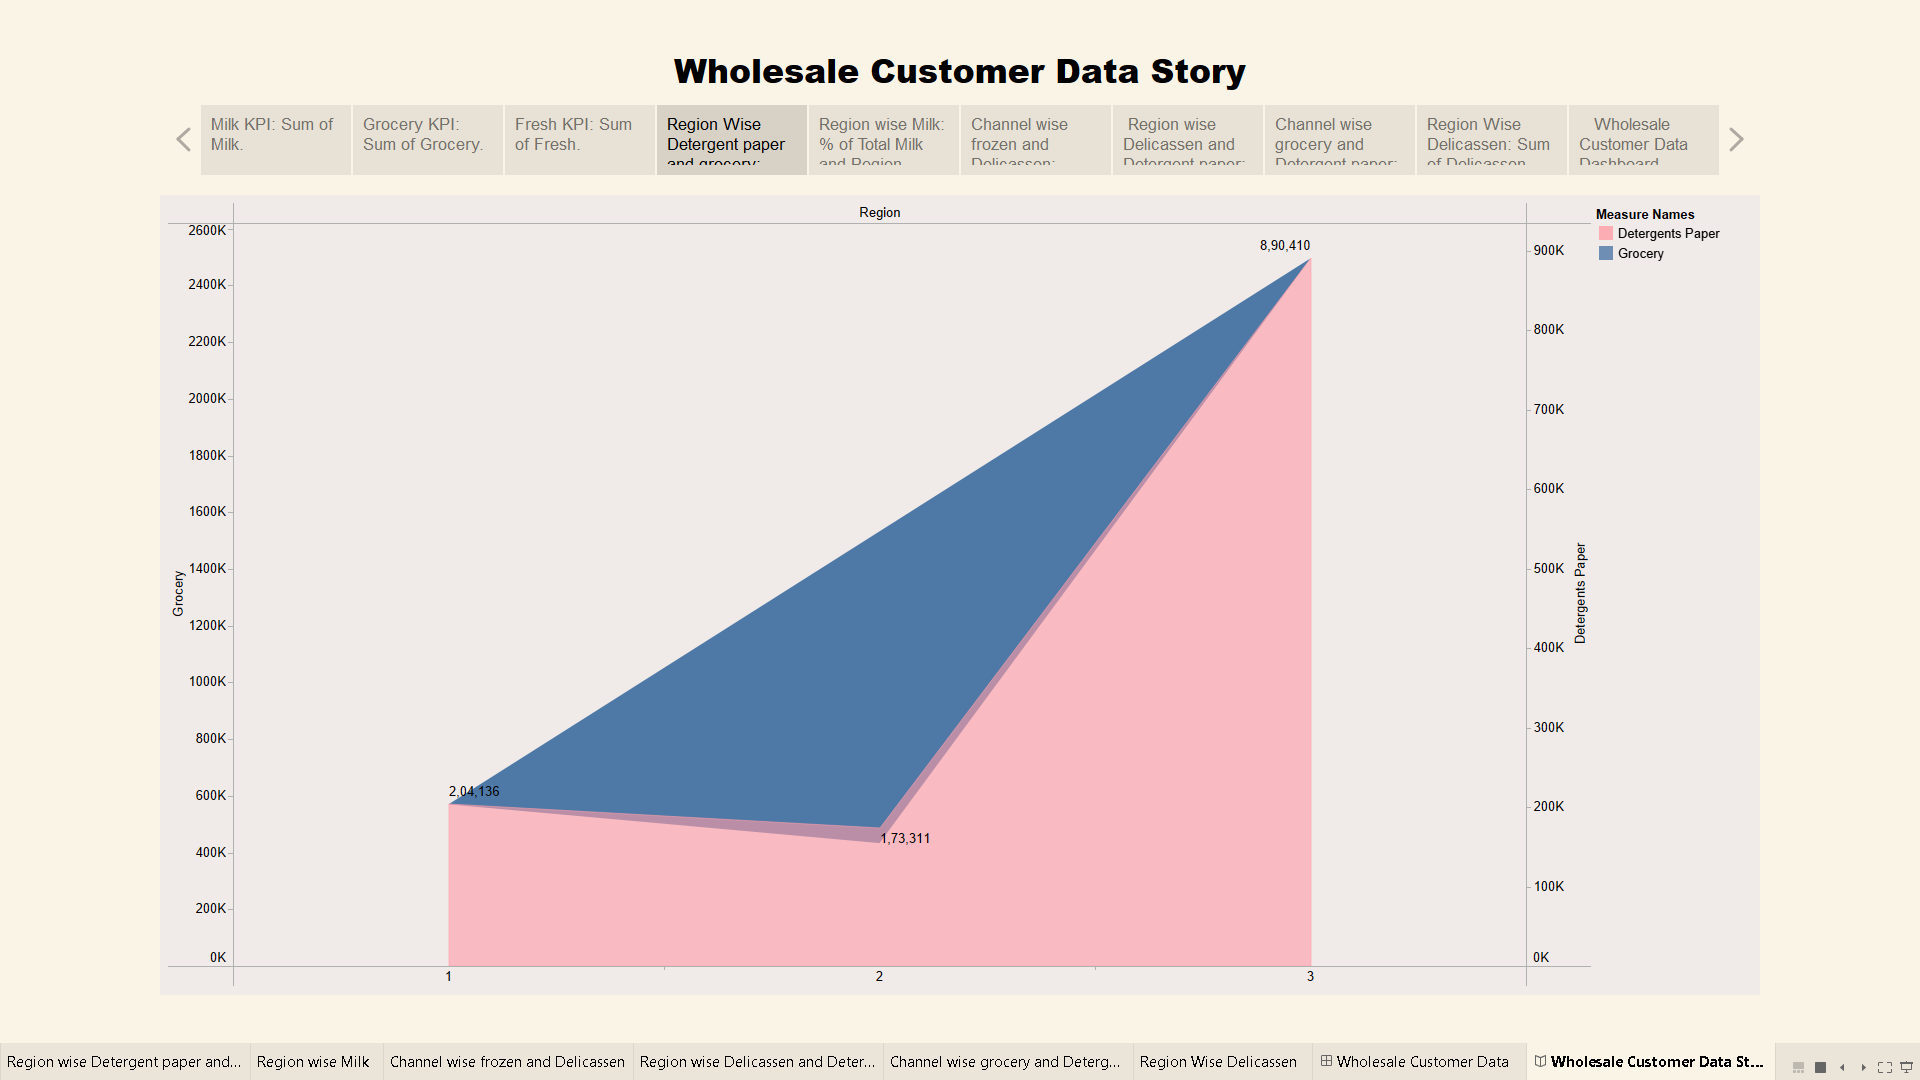 Wholesale Customer Data Story
Milk KPI: Sum of
Milk.
Grocery KPI:
Sum of Grocery.
Fresh KPI: Sum
of Fresh.
Region Wise
Detergent paper
and grocery:
Region wise Milk:
% of Total Milk
and Region
Channel wise
frozen and
Delicassen:
Region wise
Delicassen and
Detergent paper:
Channel wise
grocery and
Detergent paper:
Region Wise
Delicassen: Sum
of Delicassen
Wholesale
Customer Data
Dashboard
Region
2600K
2400K
2200K
2000K
1800K
1600K
1400K
1200K
1000K
800K
600K
400K
200K
0K
Grocery
2,04,136
1,73,311
8,90,410
1
2
3
900K
800K
700K
600K
500K
400K
300K
200K
100K
0K
Detergents Paper
Measure Names
Detergents Paper
Grocery
Region wise Detergent paper and...
Region wise Milk
Channel wise frozen and Delicassen
Region wise Delicassen and Deter...
Channel wise grocery and Deterg...
Region Wise Delicassen
Wholesale Customer Data
Wholesale Customer Data St...